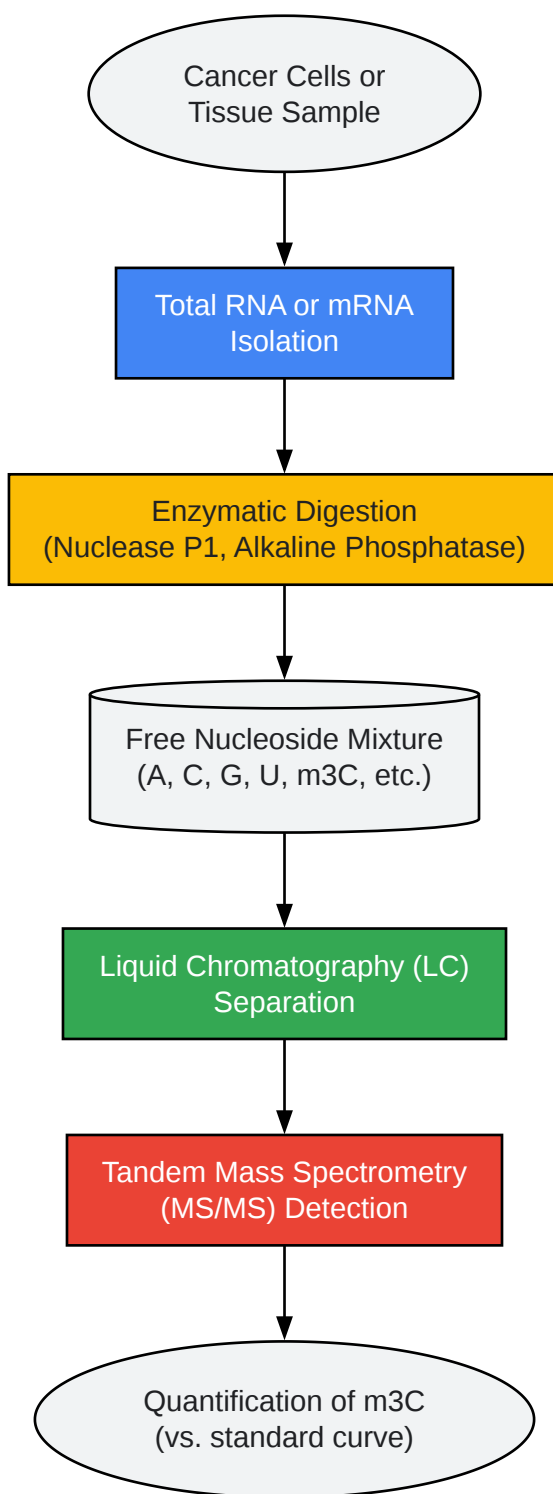 Cancer Cells or
Tissue Sample
Total RNA or mRNA
Isolation
Enzymatic Digestion
(Nuclease P1, Alkaline Phosphatase)
Free Nucleoside Mixture
(A, C, G, U, m3C, etc.)
Liquid Chromatography (LC)
Separation
Tandem Mass Spectrometry
(MS/MS) Detection
Quantification of m3C
(vs. standard curve)